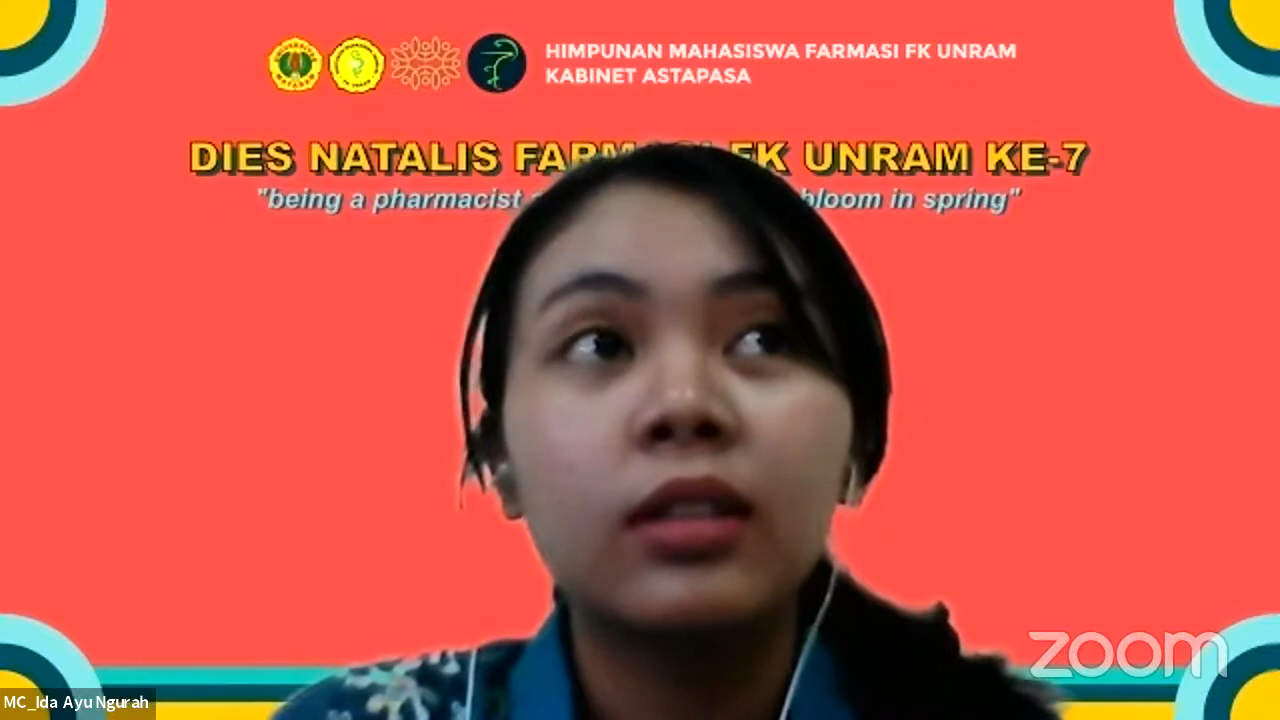 HIMPUNAN MAHASISWA FARMASI FK UNRAM
KABINET ASTAPASA
DIES NATALIS FK UNRAM KE-7
"being a pharmacist bloom in spring"
zoom
MC_Ida Ayu Ngurah